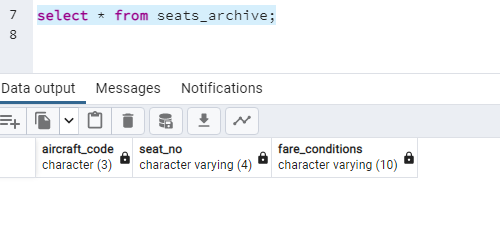 7 select * from seats_archive;
8
Data output Messages Notifications
aircraft_code seat_no fare_conditions
character (3) character varying (4) character varying (10)